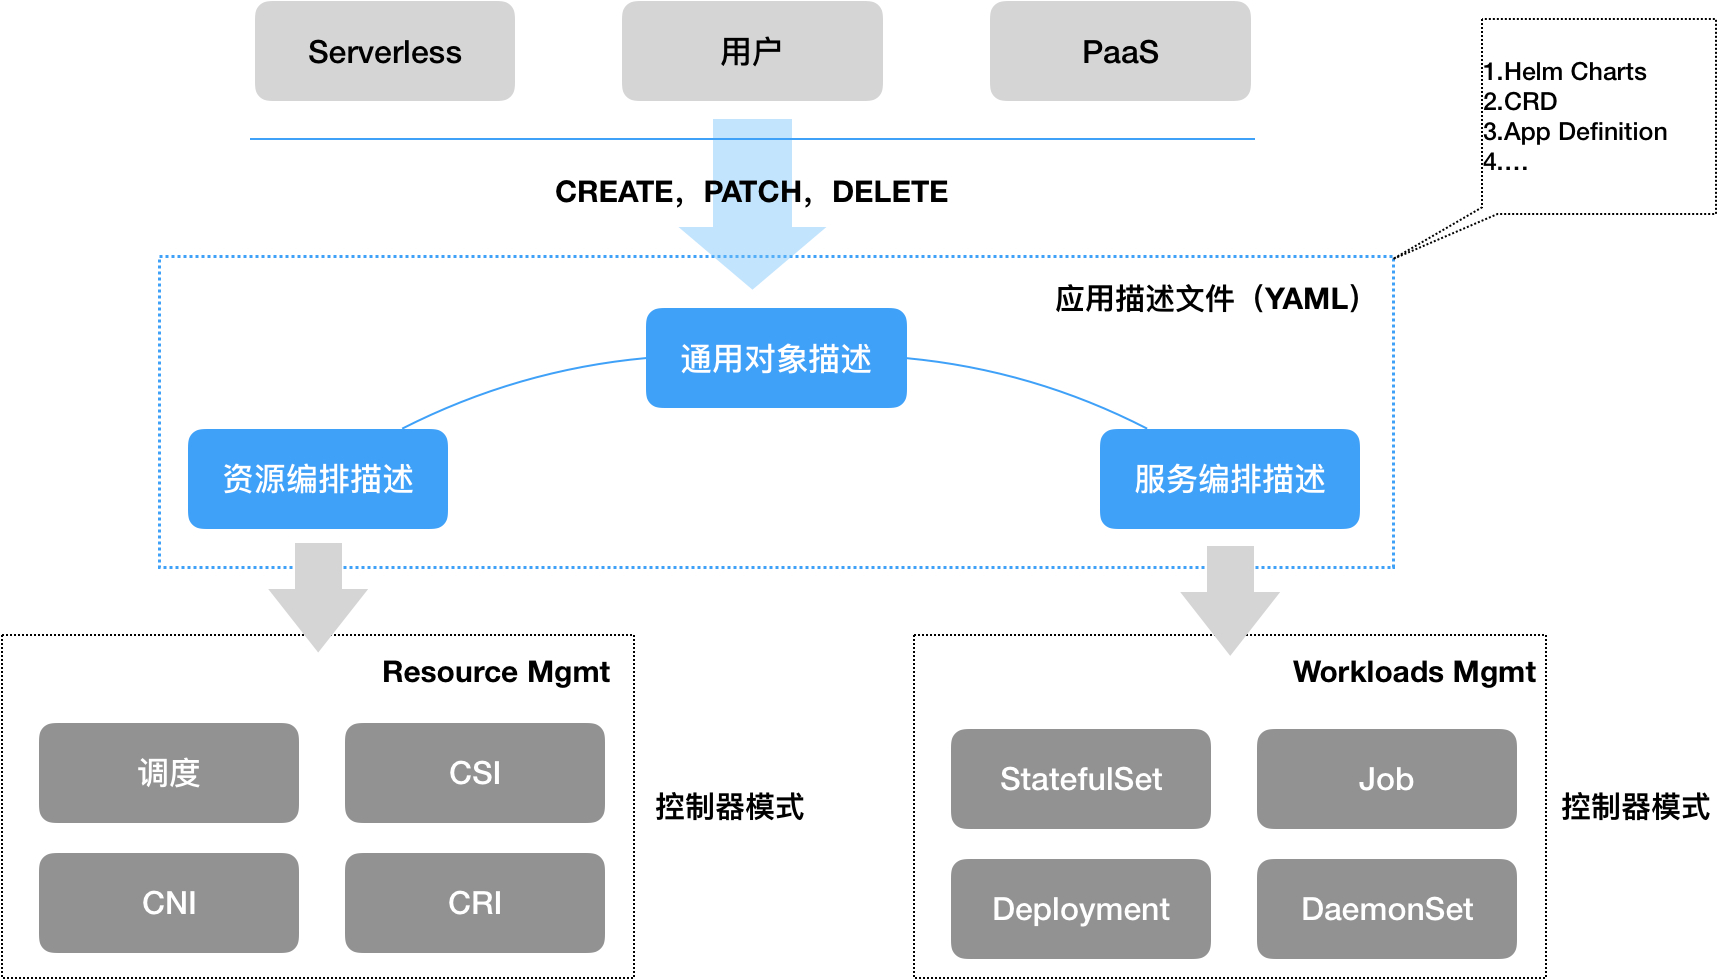 Serverless
用户
PaaS
1.Helm Charts
2.CRD
3.App Definition
4....
CREATE，PATCH，DELETE
应用描述文件（YAML）
通用对象描述
资源编排描述
服务编排描述
Resource Mgmt
调度
CSI
CNI
CRI
控制器模式
Workloads Mgmt
StatefulSet
Job
Deployment
DaemonSet
控制器模式